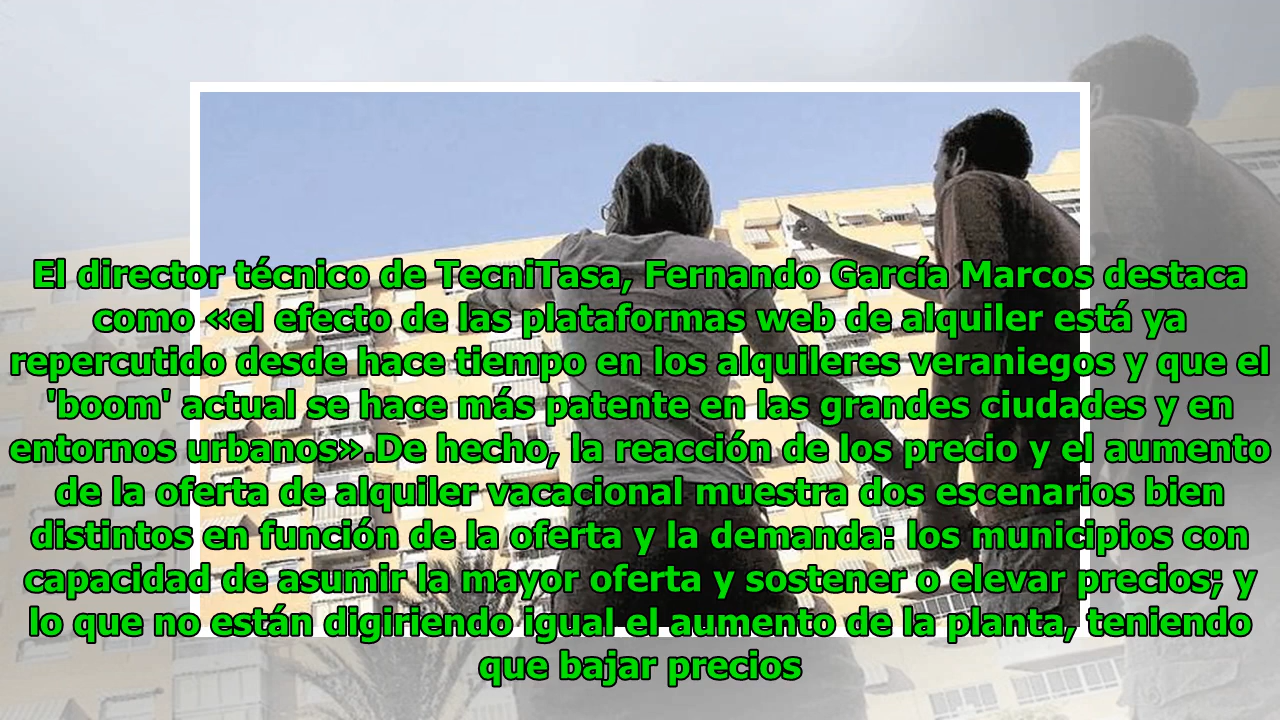 El director técnico de TecniTasa, Fernando García Marcos destaca
como «el efecto de las plataformas web de alquiler está ya
repercutido desde hace tiempo en los alquileres veraniegos y que el
'boom' actual se hace más patente en las grandes ciudades y en
entornos urbanos».De hecho, la reacción de los precio y el aumento
de la oferta de alquiler vacacional muestra dos escenarios bien
distintos en función de la oferta y la demanda: los municipios con
capacidad de asumir la mayor oferta y sostener o elevar precios; y
lo que no están digiriendo igual el aumento de la planta, teniendo
que bajar precios